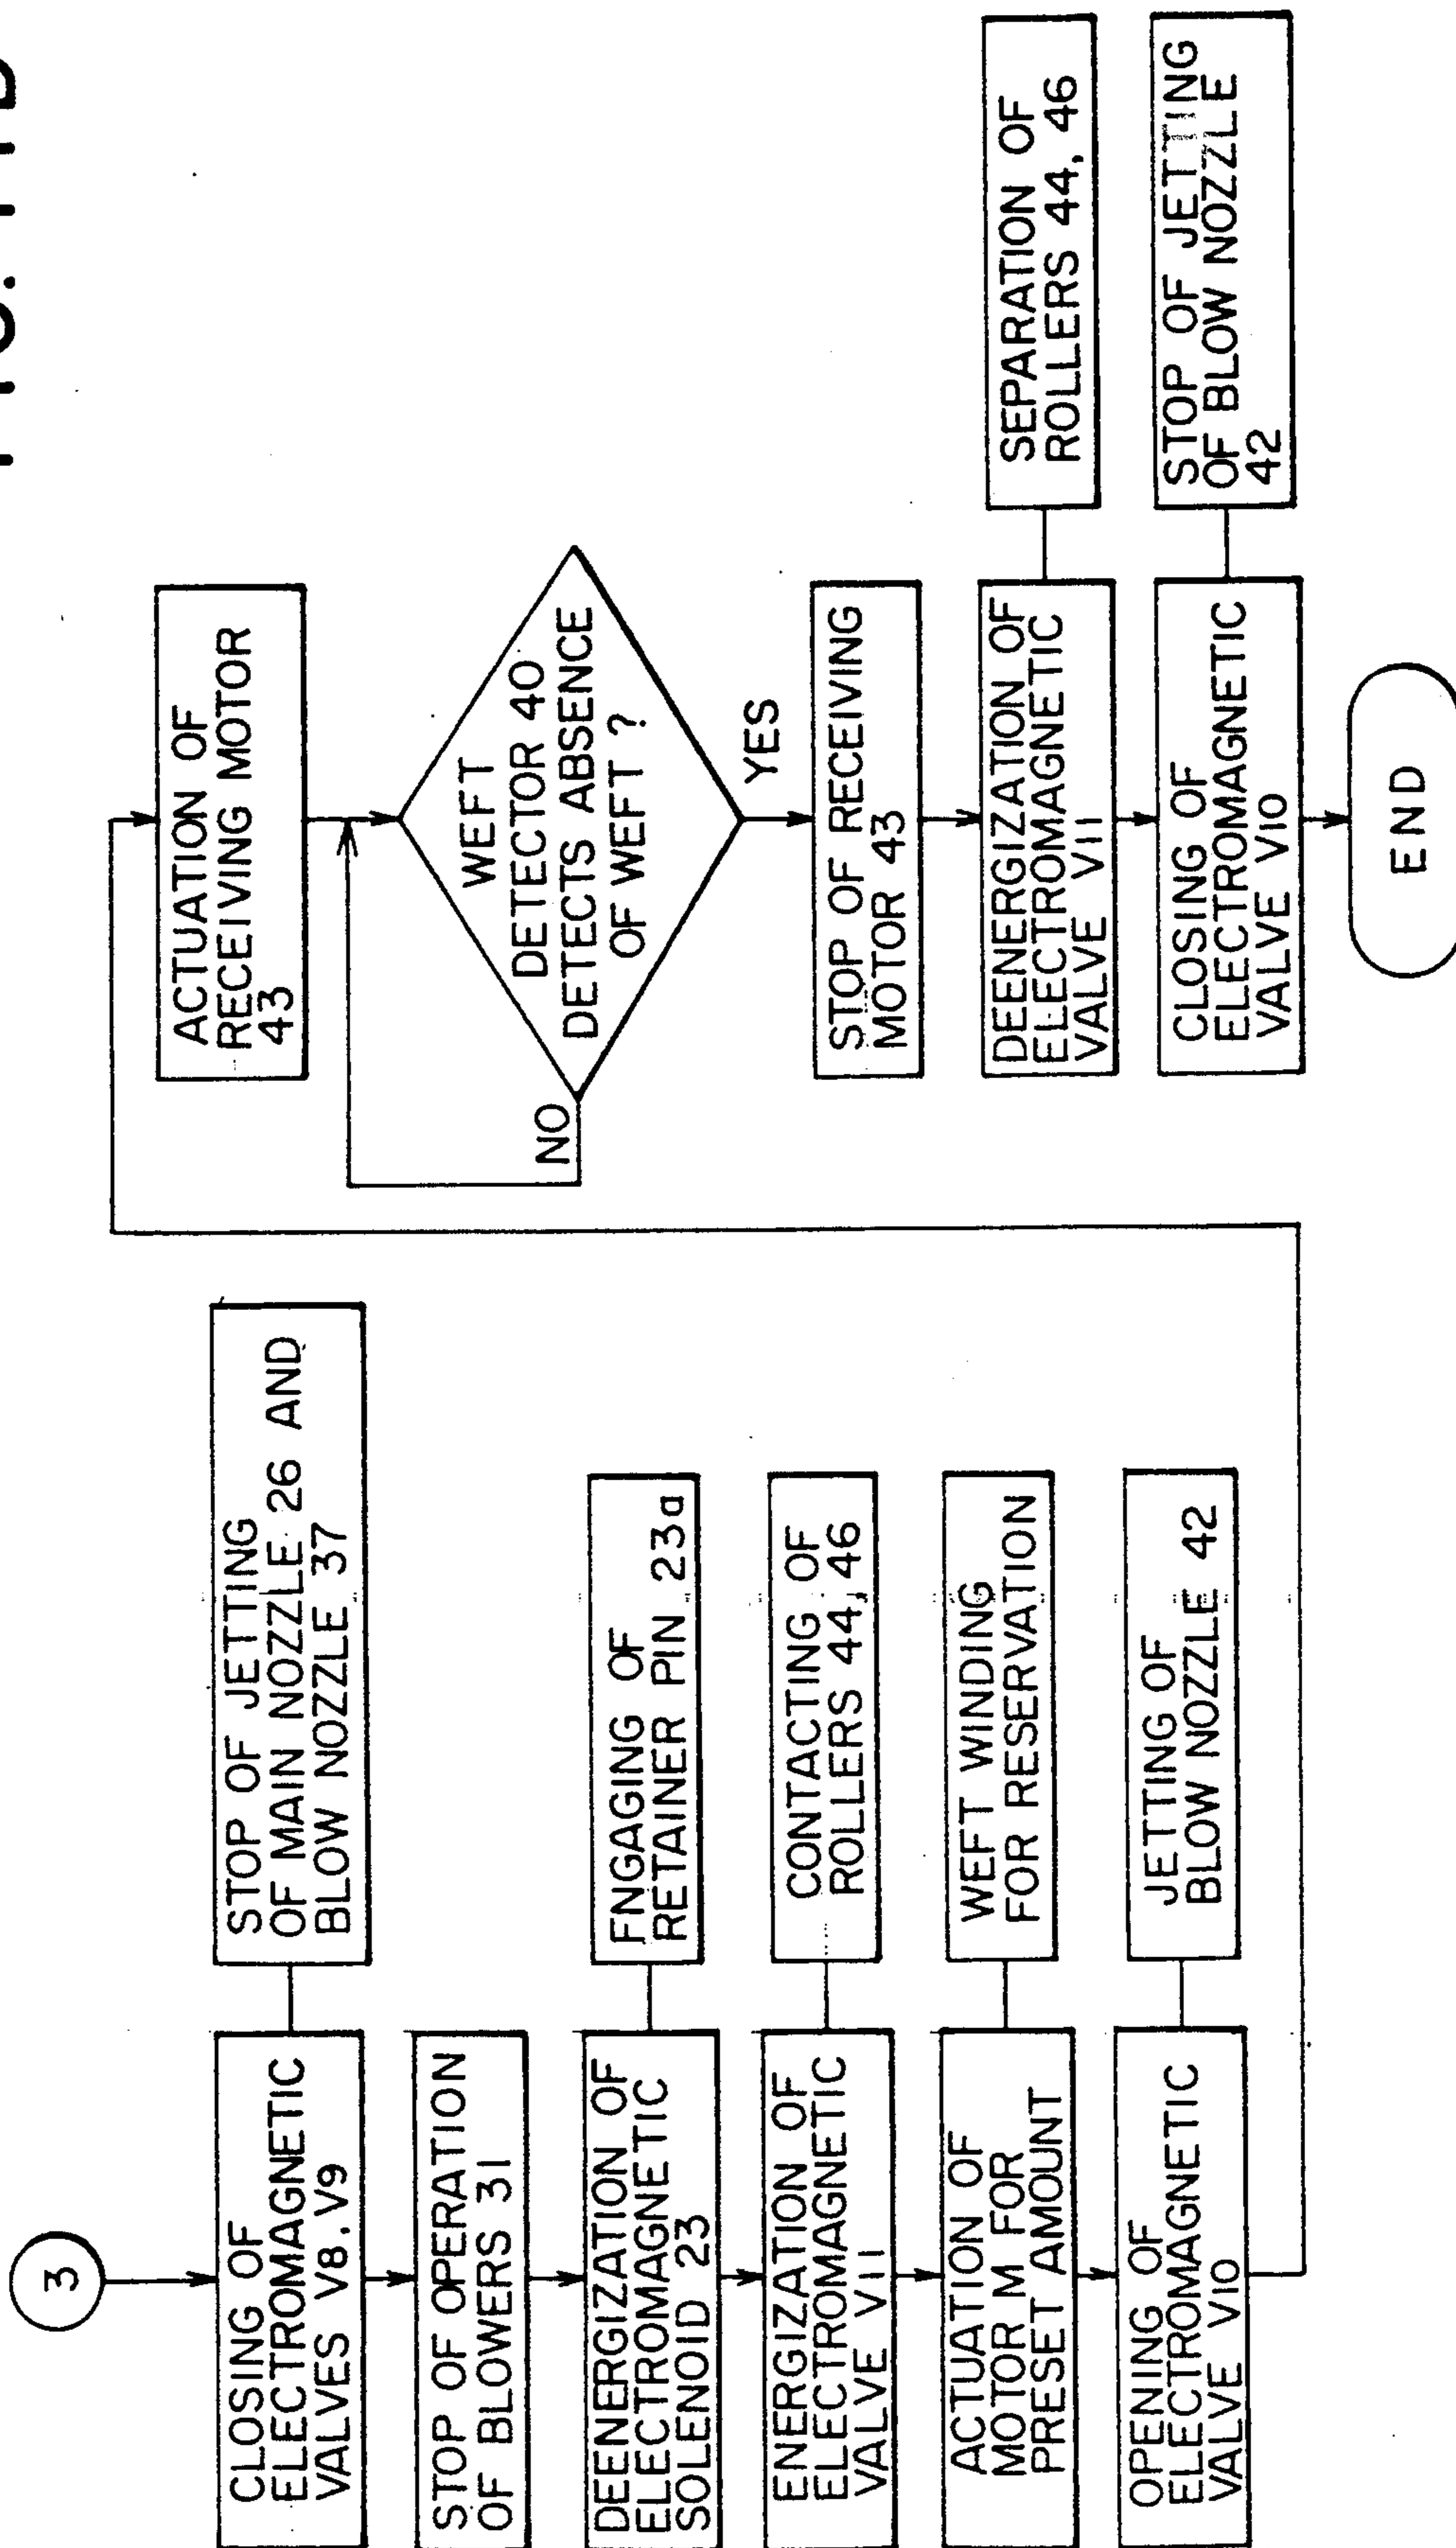 3
CLOSING OF
ELECTROMAGNETIC
VALVES V8. V9
STOP OF JETTING
OF MAIN NOZZLE 26 AND
BLOW NOZZLE 37
STOP OF OPERATION
OF BLOWERS 31
DEENERGIZATION OF
ELECTROMAGNETIC
SOLENOID 23
FNGAGING OF
RETAINER PIN 23a
ENERGIZATION OF
ELECTROMAGNETIC
VALVE V11
CONTACTING OF
ROLLERS 44, 46
ACTUATION OF
MOTOR M FOR
PRESET AMOUNT
WEFT WINDING
FOR RESERVATION
OPENING OF
ELECTROMAGNETIC
VALVE V10
JETTING OF
BLOW NOZZLE 42
ACTUATION OF
RECEIVING MOTOR
43
WEFT
DETECTOR 40
DETECTS ABSENCE
OF WEFT ?
NO
YES
STOP OF RECEIVING
MOTOR 43
DEENERGIZATION OF
ELECTROMAGNETIC
VALVE V11
SEPARATION OF
ROLLERS 44, 46
CLOSING OF
ELECTROMAGNETIC
VALVE V10
STOP OF JETTING
OF BLOW NOZZLE
42
END